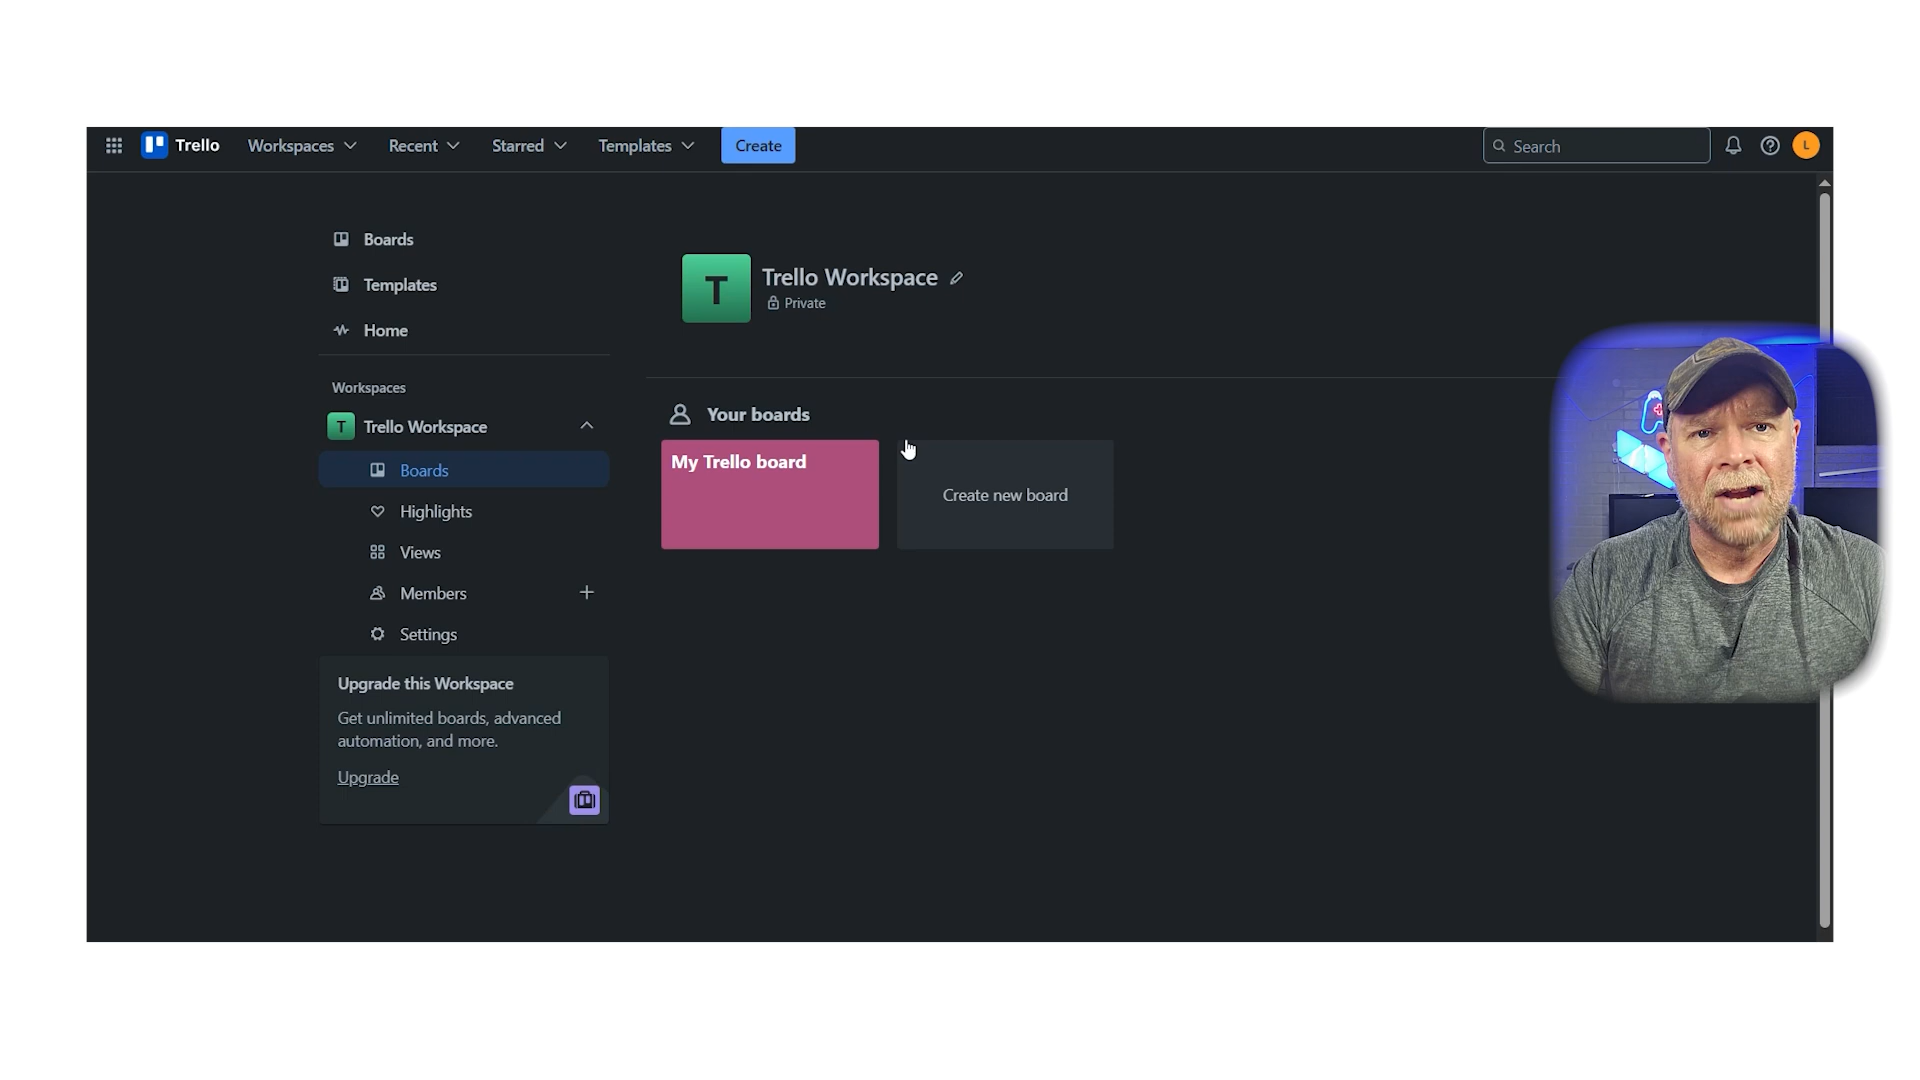 Trello Workspaces Recent Starred Templates Create Search L
Boards
Templates
Home
Workspaces
T Trello Workspace
Boards
Highlights
Views
Members
Settings
Upgrade this Workspace
Get unlimited boards, advanced
automation, and more.
Upgrade
T
Trello Workspace
Private
Your boards
My Trello board
Create new board